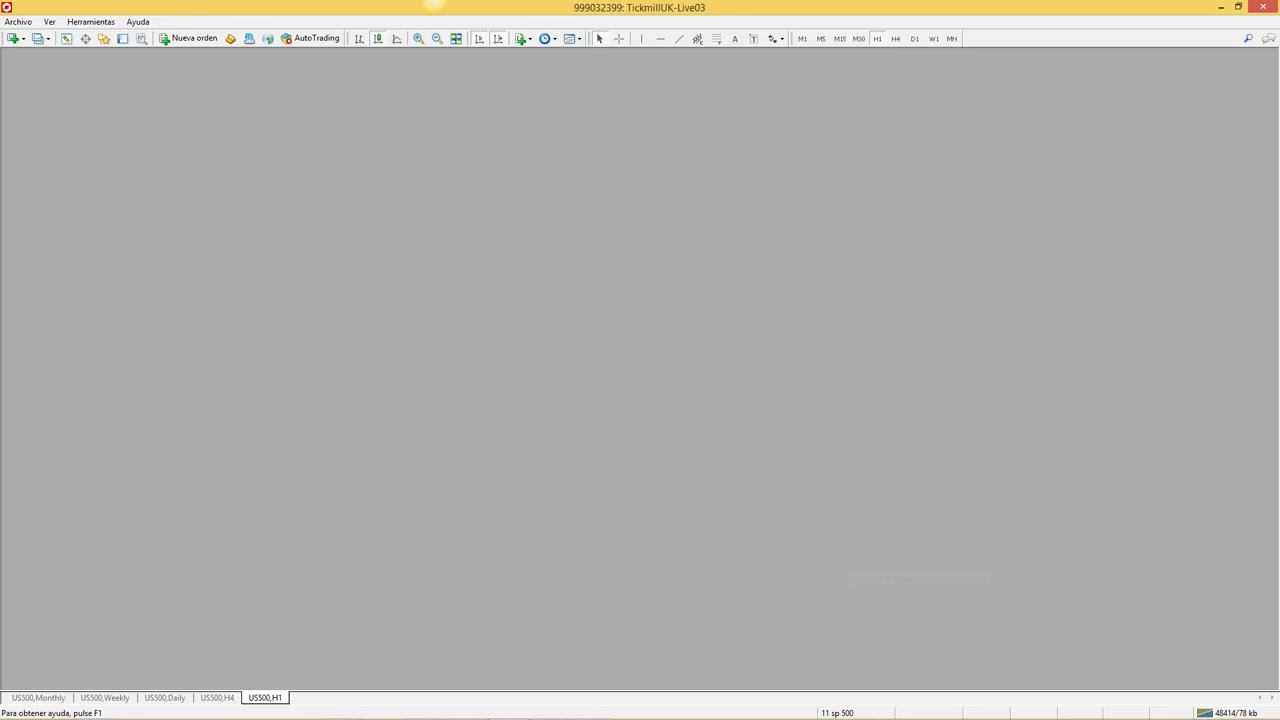 999032399: TickmillUK-Live03
Archivo Ver Herramientas Ayuda
Nueva orden AutoTrading A T M1 M5 M15 M30 H1 H4 D1 W1 MN
US500,Monthly US500,Weekly US500,Daily US500,H4 US500,H1
Para obtener ayuda, pulse F1 11 sp 500 48414/78 kb